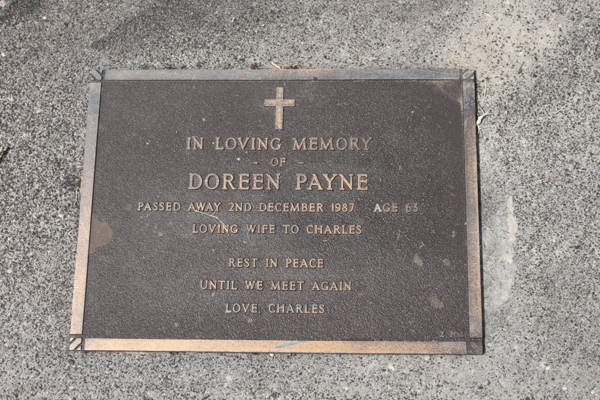 IN LOVING MEMORY
- OF -
DOREEN PAYNE
PASSED AWAY 2ND DECEMBER 1987 AGE 63
LOVING WIFE TO CHARLES
REST IN PEACE
UNTIL WE MEET AGAIN
LOVE, CHARLES